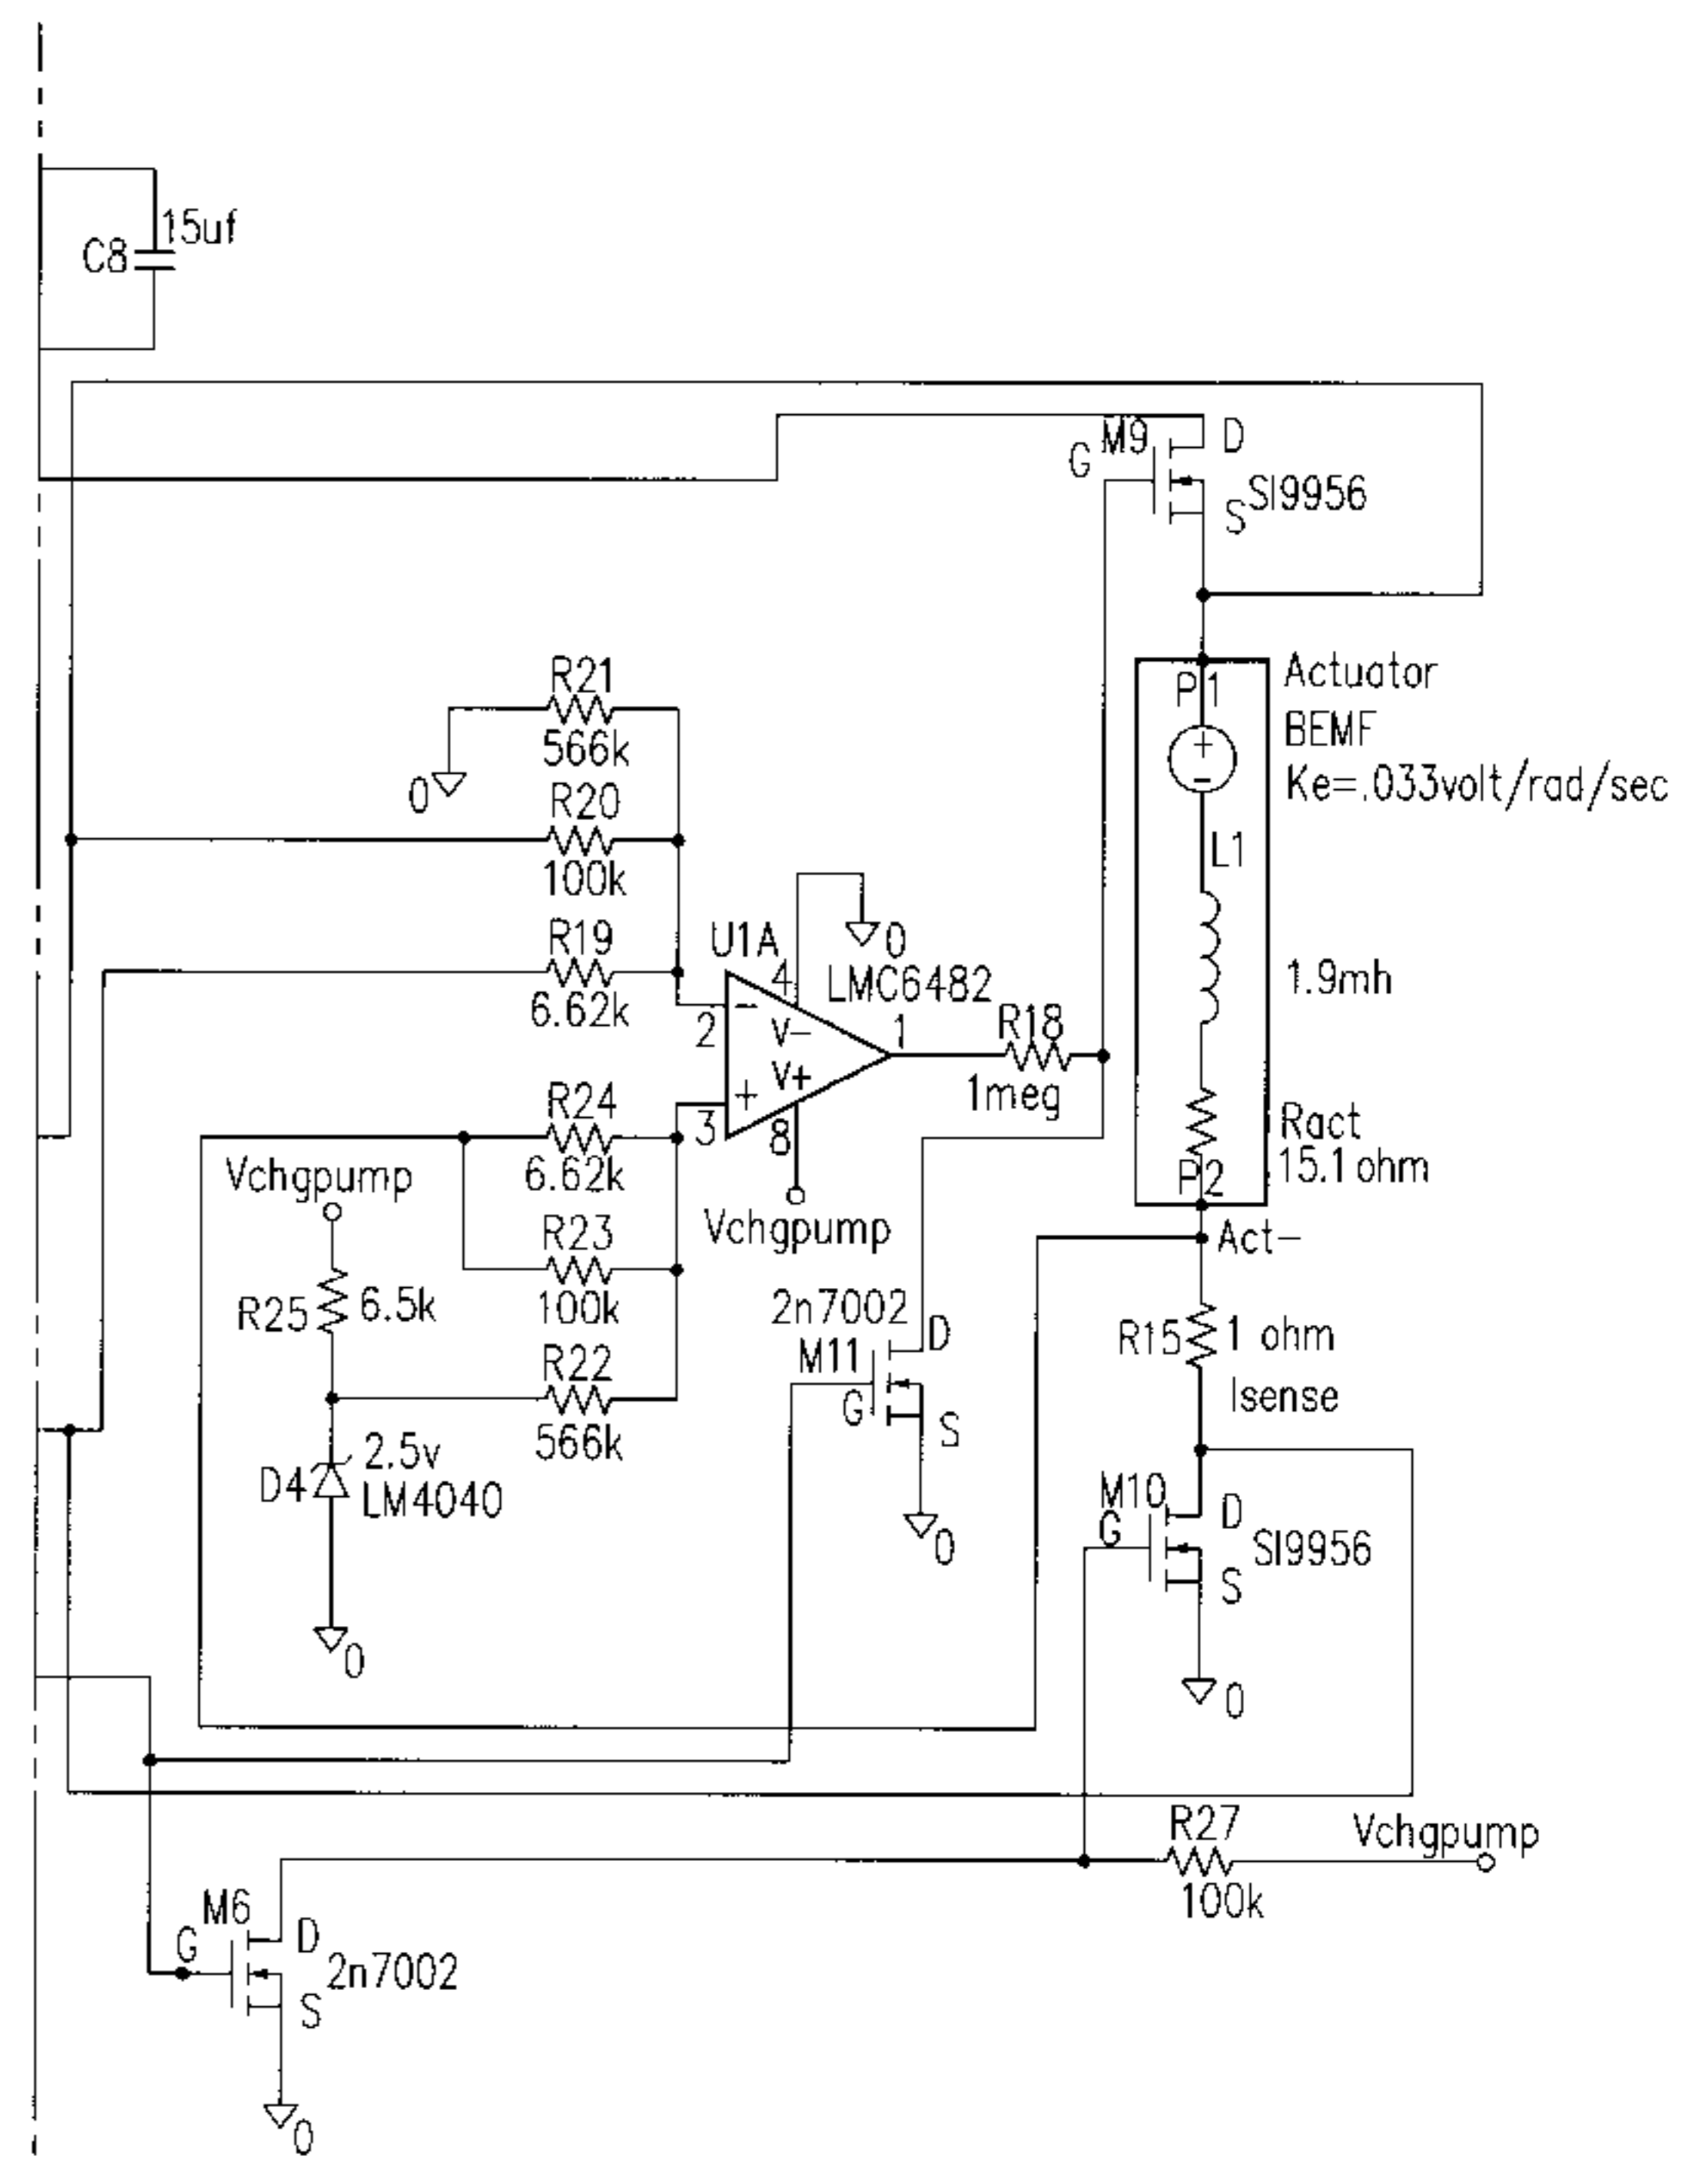 15uf
C8
M9
D
G
S
SI9956
R21
566k
0
R20
100k
R19
6.62k
Actuator
BEMF
Ke=.033volt/rad/sec
P1
+
-
L1
1.9mh
Ract
15.1 ohm
P2
Act-
U1A
4
0
LMC6482
2
-
V-
1
R18
1meg
V+
+
3
8
Vchgpump
R24
6.62k
Vchgpump
R23
100k
R25
6.5k
R22
566k
2.5v
D4
LM4040
0
2n7002
D
M11
G
S
0
R15
1 ohm
Isense
M10
D
G
SI9956
S
0
R27
100k
Vchgpump
M6
D
G
2n7002
S
0